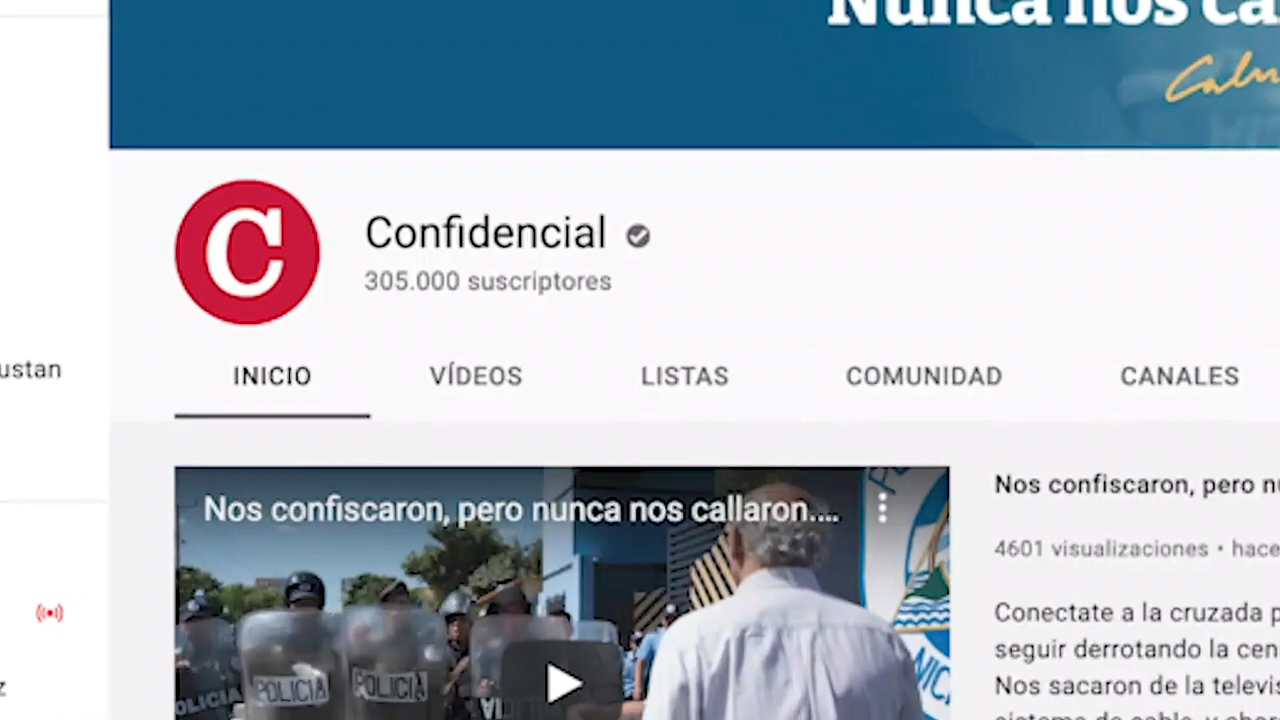 Nunca nos ca
C
Confidencial
305.000 suscriptores
ustan
INICIO VÍDEOS LISTAS COMUNIDAD CANALES
Nos confiscaron, pero nunca nos callaron....
Nos confiscaron, pero nu
4601 visualizaciones • hace
Conectate a la cruzada p
seguir derrotando la cen
Nos sacaron de la televis
z
POLICIA
POLICIA
NIC